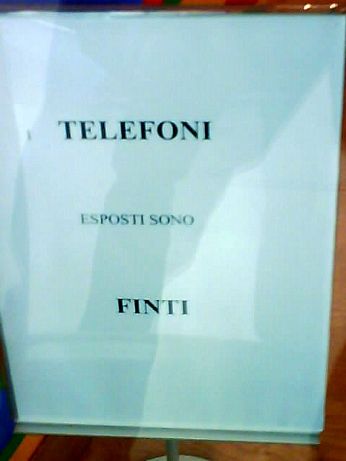 I TELEFONI
ESPOSTI SONO
FINTI